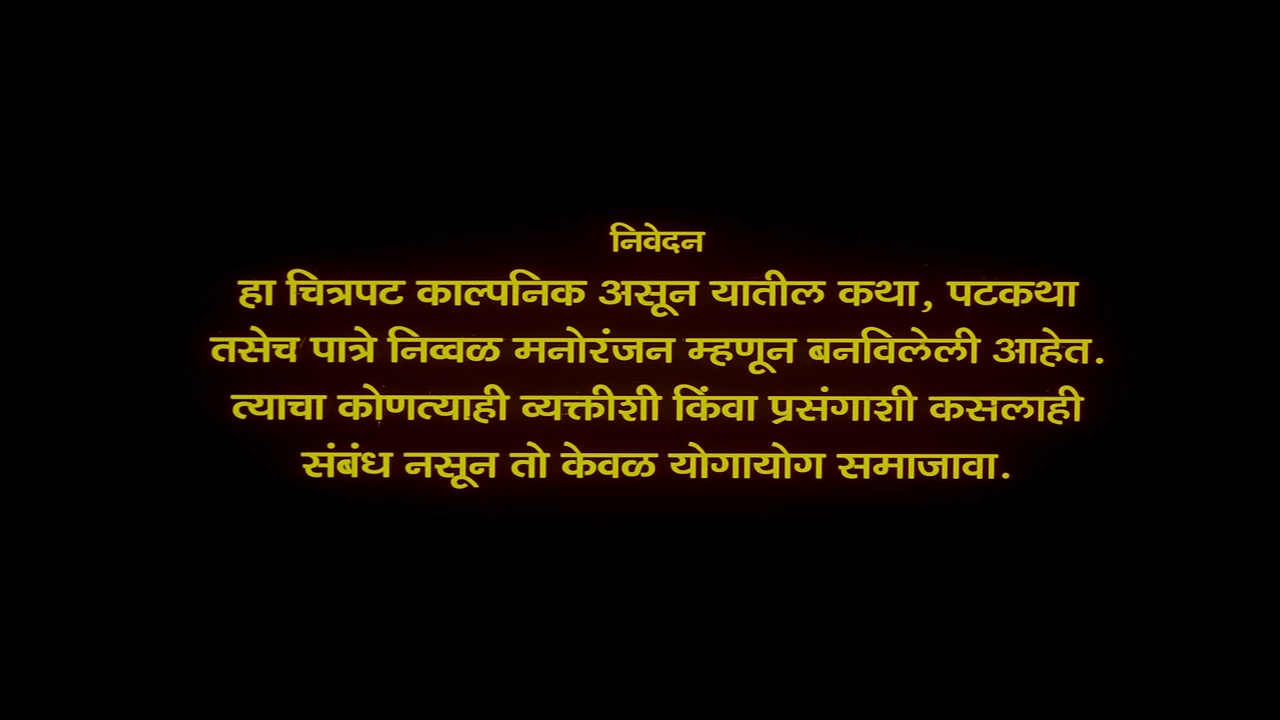 निवेदन
हा चित्रपट काल्पनिक असून यातील कथा, पटकथा
तसेच पात्रे निव्वळ मनोरंजन म्हणून बनविलेली आहेत.
त्याचा कोणत्याही व्यक्तीशी किंवा प्रसंगाशी कसलाही
संबंध नसून तो केवळ योगायोग समाजावा.